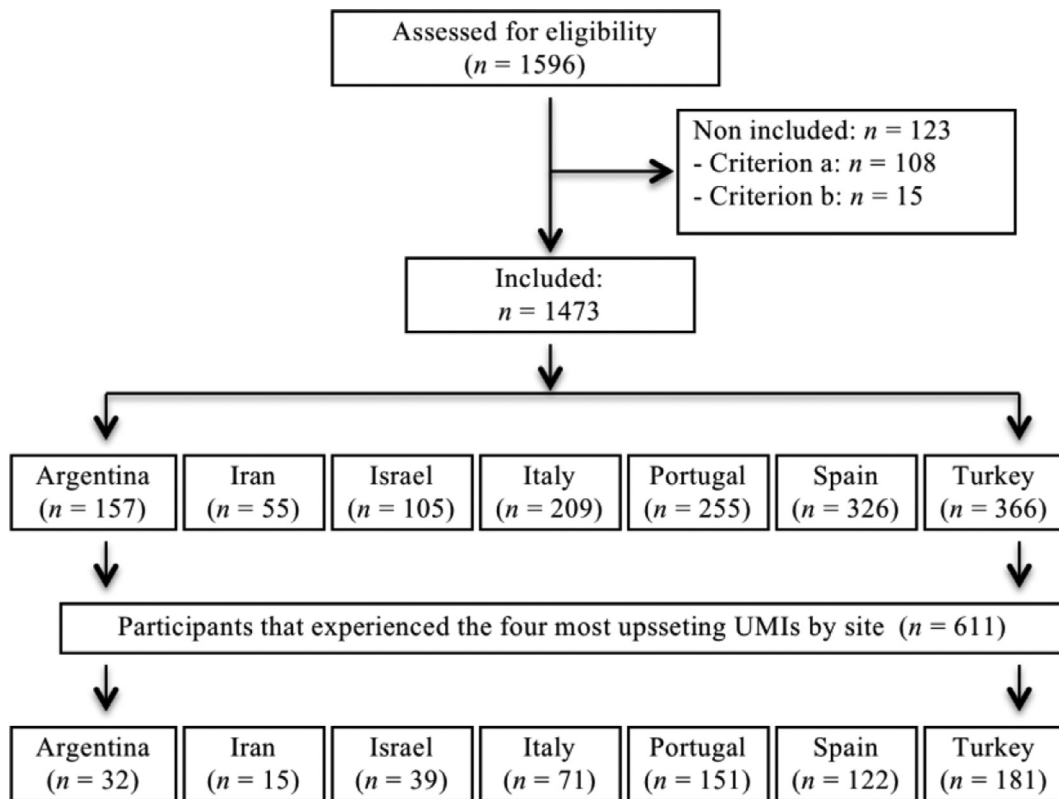 Assessed for eligibility
(n = 1596)
Non included: n = 123
- Criterion a: n = 108
- Criterion b: n = 15
Included:
n = 1473
Argentina
(n = 157)
Iran
(n = 55)
Israel
(n = 105)
Italy
(n = 209)
Portugal
(n = 255)
Spain
(n = 326)
Turkey
(n = 366)
Participants that experienced the four most upsseting UMIs by site (n = 611)
Argentina
(n = 32)
Iran
(n = 15)
Israel
(n = 39)
Italy
(n = 71)
Portugal
(n = 151)
Spain
(n = 122)
Turkey
(n = 181)